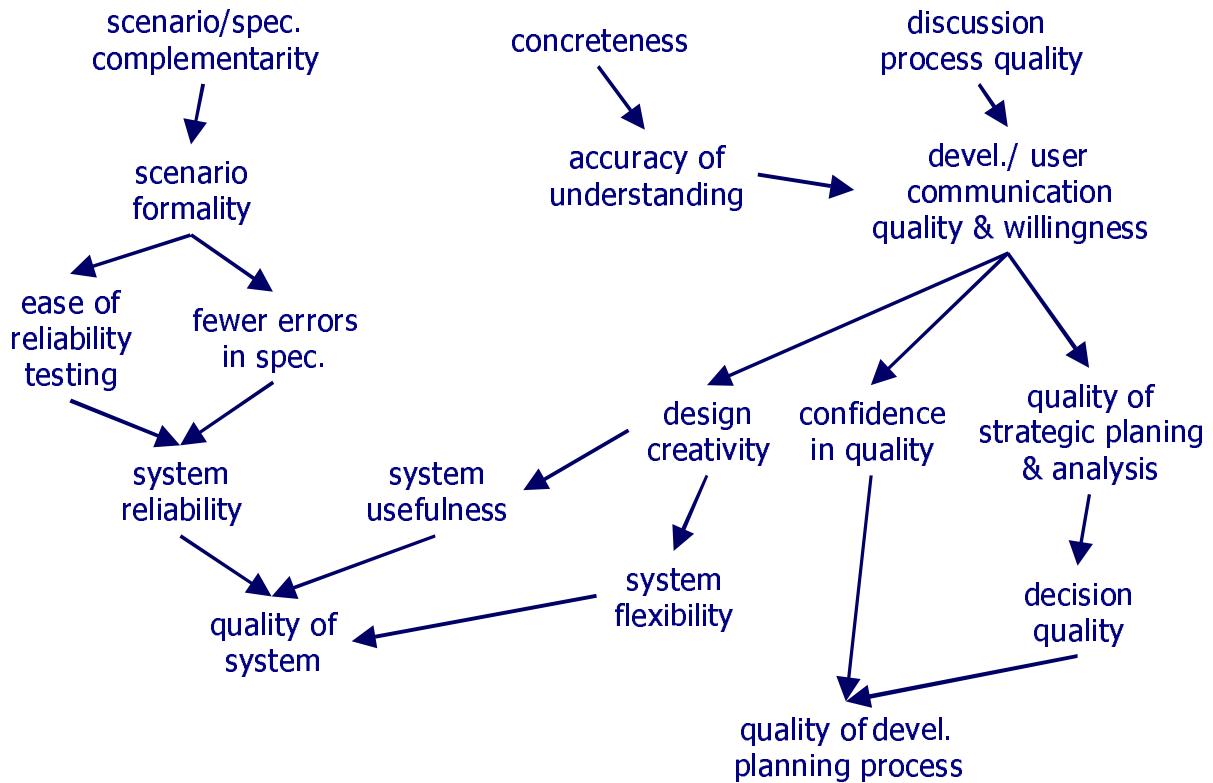 scenario/spec.
complementarity
concreteness
discussion
process quality
scenario
formality
accuracy of
understanding
devel./ user
communication
quality & willingness
ease of
reliability
testing
fewer errors
in spec.
design
creativity
confidence
in quality
quality of
strategic planing
& analysis
system
reliability
system
usefulness
system
flexibility
decision
quality
quality of
system
quality of devel.
planning process